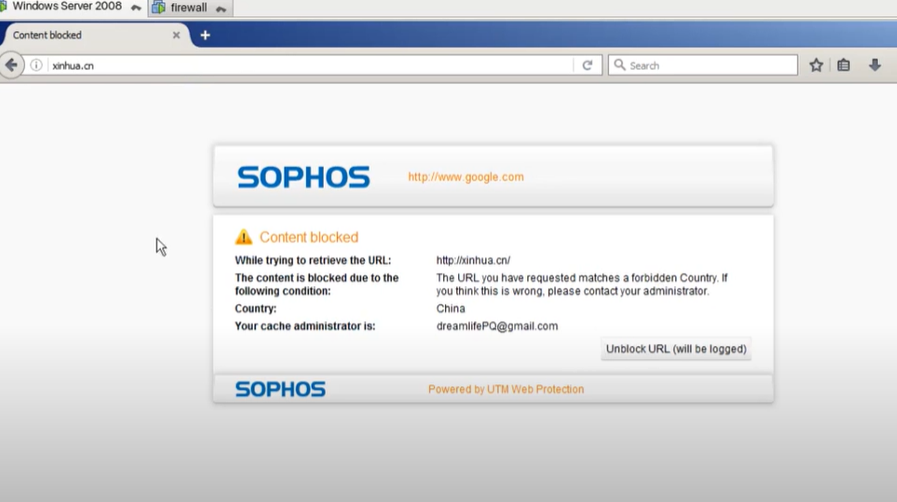 Windows Server 2008
firewall
Content blocked
xinhua.cn
Search
SOPHOS
http://www.google.com
Content blocked
While trying to retrieve the URL: http://xinhua.cn/
The content is blocked due to the following condition:
The URL you have requested matches a forbidden Country. If
you think this is wrong, please contact your administrator.
Country: China
Your cache administrator is: dreamlifePQ@gmail.com
Unblock URL (will be logged)
SOPHOS
Powered by UTM Web Protection